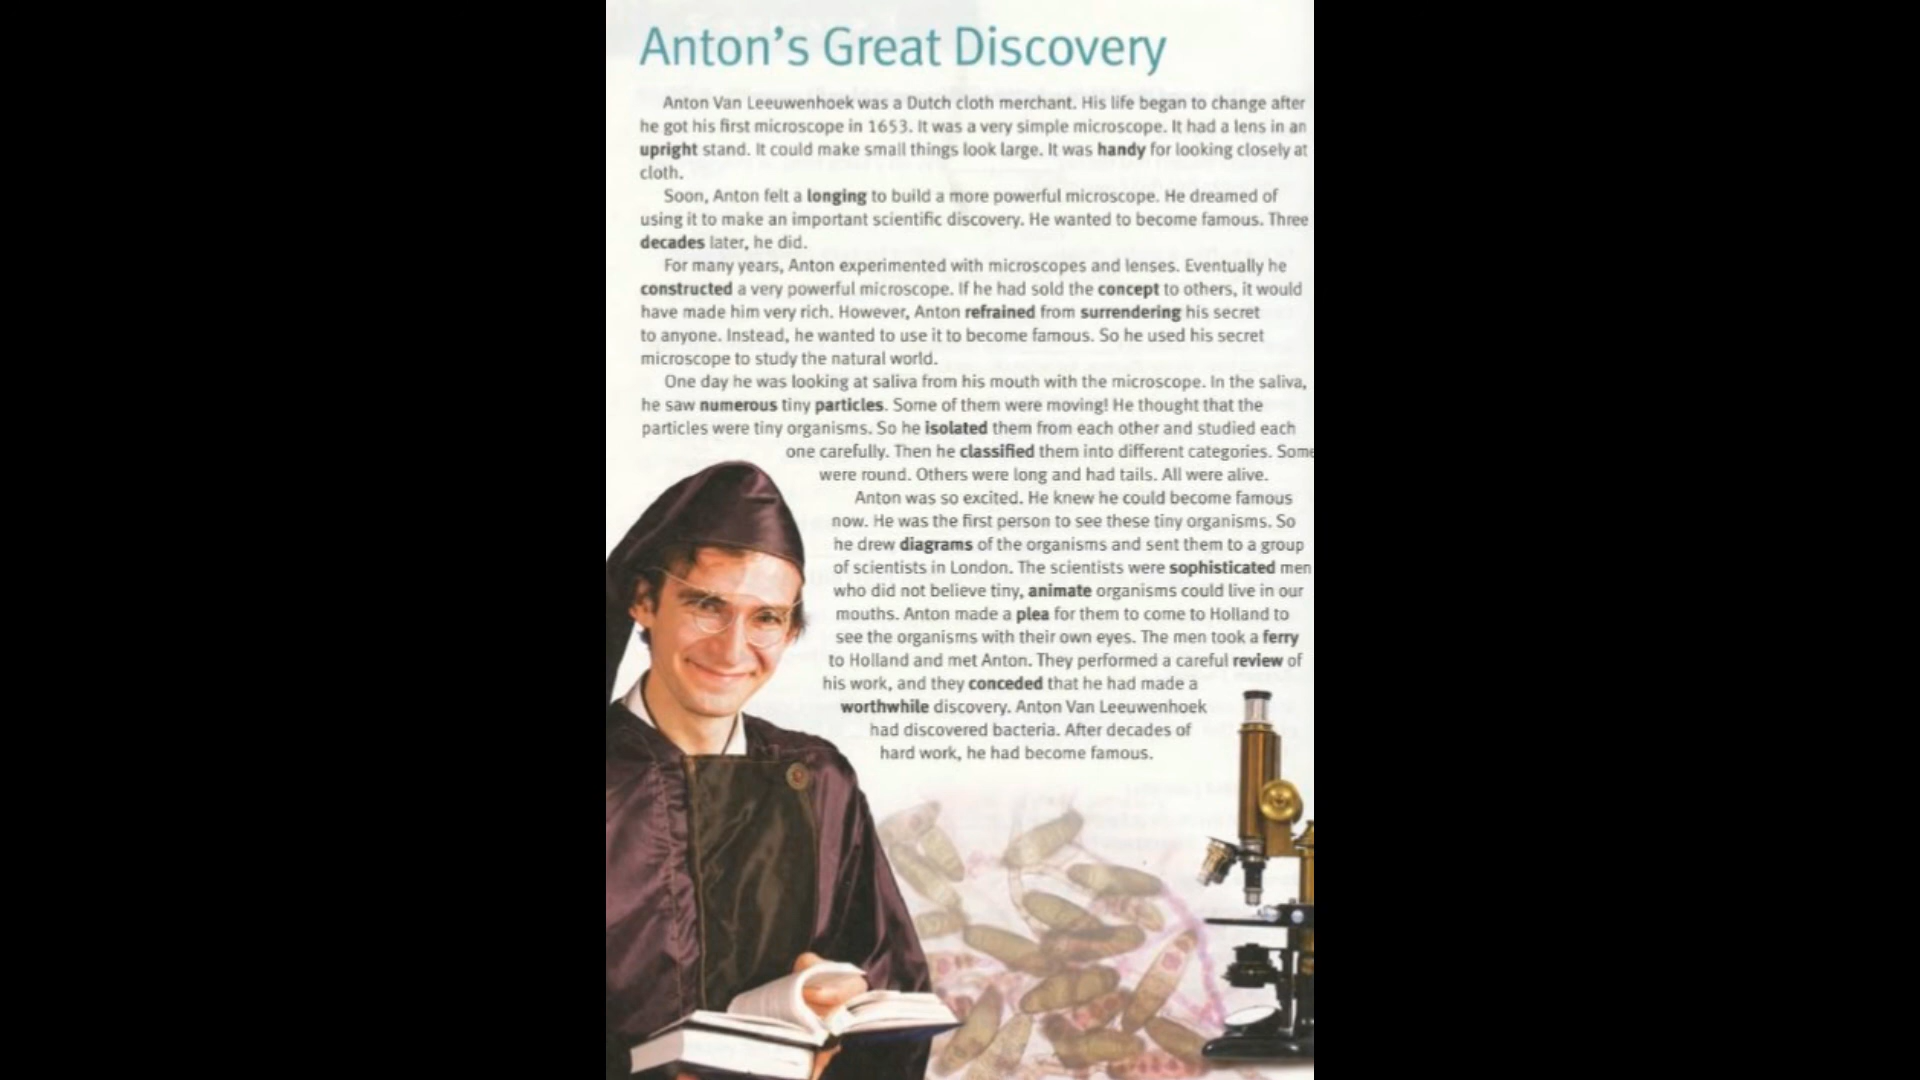 Anton's Great Discovery
Anton Van Leeuwenhoek was a Dutch cloth merchant. His life began to change after
he got his first microscope in 1653. It was a very simple microscope. It had a lens in an
upright stand. It could make small things look large. It was handy for looking closely at
cloth.
Soon, Anton felt a longing to build a more powerful microscope. He dreamed of
using it to make an important scientific discovery. He wanted to become famous. Three
decades later, he did.
For many years, Anton experimented with microscopes and lenses. Eventually he
constructed a very powerful microscope. If he had sold the concept to others, it would
have made him very rich. However, Anton refrained from surrendering his secret
to anyone. Instead, he wanted to use it to become famous. So he used his secret
microscope to study the natural world.
One day he was looking at saliva from his mouth with the microscope. In the saliva,
he saw numerous tiny particles. Some of them were moving! He thought that the
particles were tiny organisms. So he isolated them from each other and studied each
one carefully. Then he classified them into different categories. Some
were round. Others were long and had tails. All were alive.
Anton was so excited. He knew he could become famous
now. He was the first person to see these tiny organisms. So
he drew diagrams of the organisms and sent them to a group
of scientists in London. The scientists were sophisticated men
who did not believe tiny, animate organisms could live in our
mouths. Anton made a plea for them to come to Holland to
see the organisms with their own eyes. The men took a ferry
to Holland and met Anton. They performed a careful review of
his work, and they conceded that he had made a
worthwhile discovery. Anton Van Leeuwenhoek
had discovered bacteria. After decades of
hard work, he had become famous.